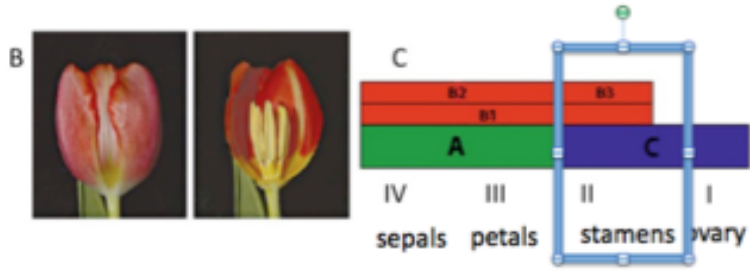 B
C
B2 B3
B1
A C
IV III II I
sepals petals stamens ovary